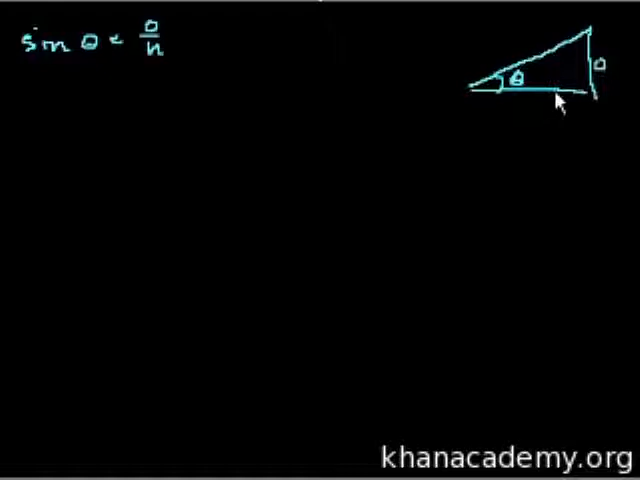 sin θ = o/h
θ
o
khanacademy.org